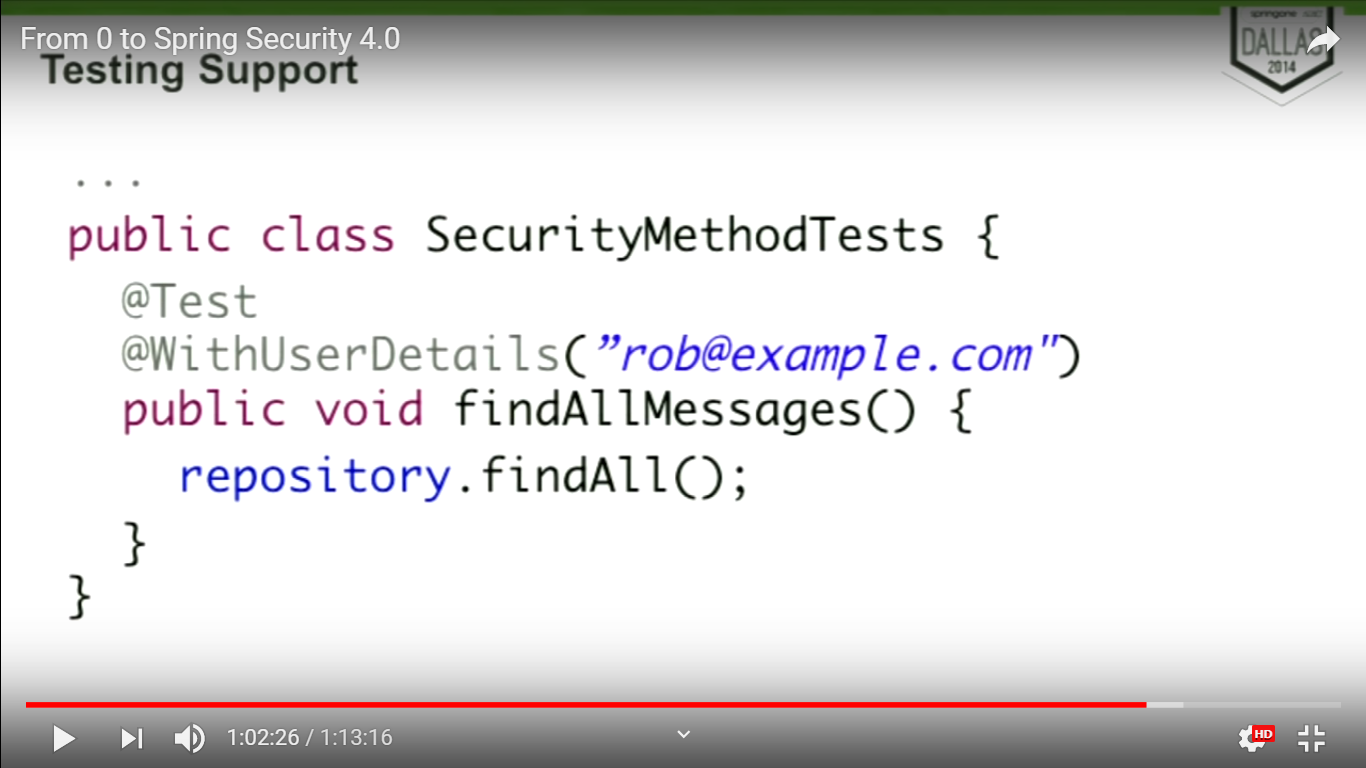 From 0 to Spring Security 4.0
Testing Support
springone
DALLAS
2014
...
public class SecurityMethodTests {
@Test
@WithUserDetails(”rob@example.com")
public void findAllMessages() {
repository.findAll();
}
}
1:02:26 / 1:13:16
HD